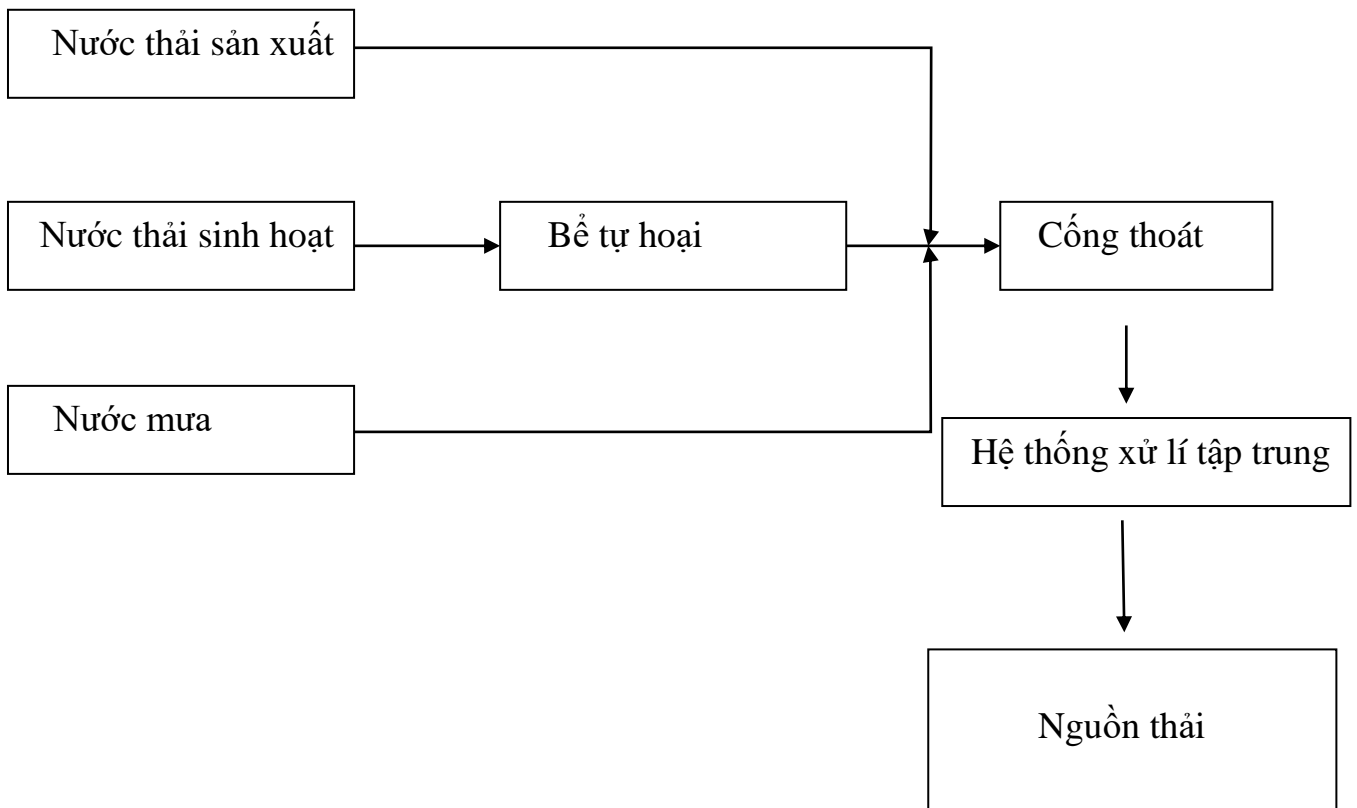 Nước thải sản xuất
Nước thải sinh hoạt
Bể tự hoại
Cống thoát
Nước mưa
Hệ thống xử lí tập trung
Nguồn thải